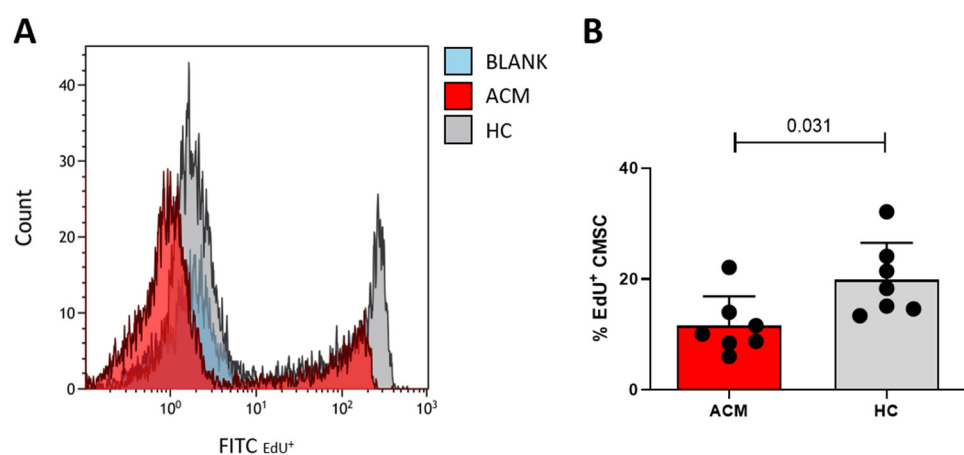 A
Count
40
30
20
10
0
10⁰
10¹
10²
10³
FITC EdU⁺
BLANK
ACM
HC
B
0.031
% EdU⁺ CMSC
40
20
0
ACM
HC